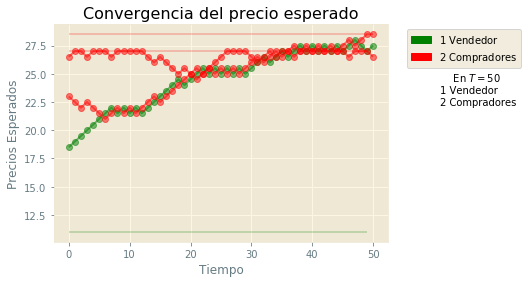 Convergencia del precio esperado
Precios Esperados
27.5
25.0
22.5
20.0
17.5
15.0
12.5
0
10
20
30
40
50
Tiempo
1 Vendedor
2 Compradores
En T = 50
1 Vendedor
2 Compradores